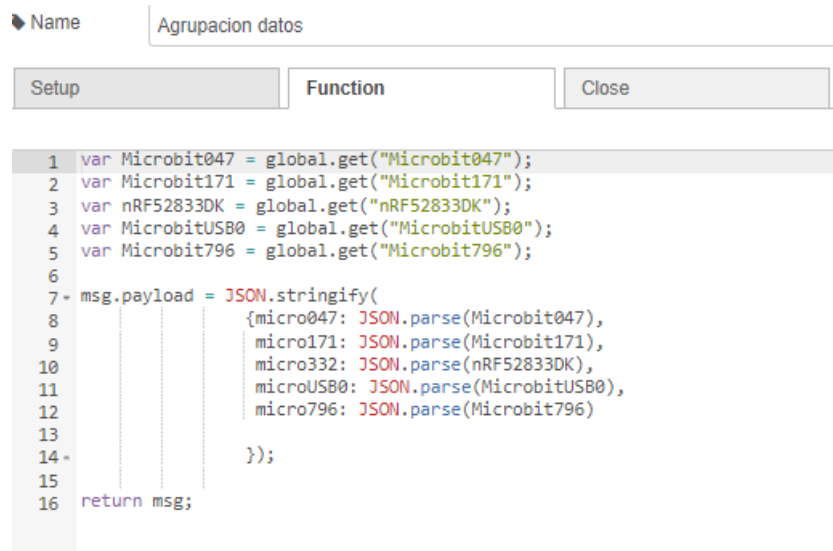 Name Agrupacion datos
Setup Function Close
1 var Microbit047 = global.get("Microbit047");
2 var Microbit171 = global.get("Microbit171");
3 var nRF52833DK = global.get("nRF52833DK");
4 var MicrobitUSB0 = global.get("MicrobitUSB0");
5 var Microbit796 = global.get("Microbit796");
6
7 msg.payload = JSON.stringify(
8 {micro047: JSON.parse(Microbit047),
9 micro171: JSON.parse(Microbit171),
10 micro332: JSON.parse(nRF52833DK),
11 microUSB0: JSON.parse(MicrobitUSB0),
12 micro796: JSON.parse(Microbit796)
13
14 });
15
16 return msg;